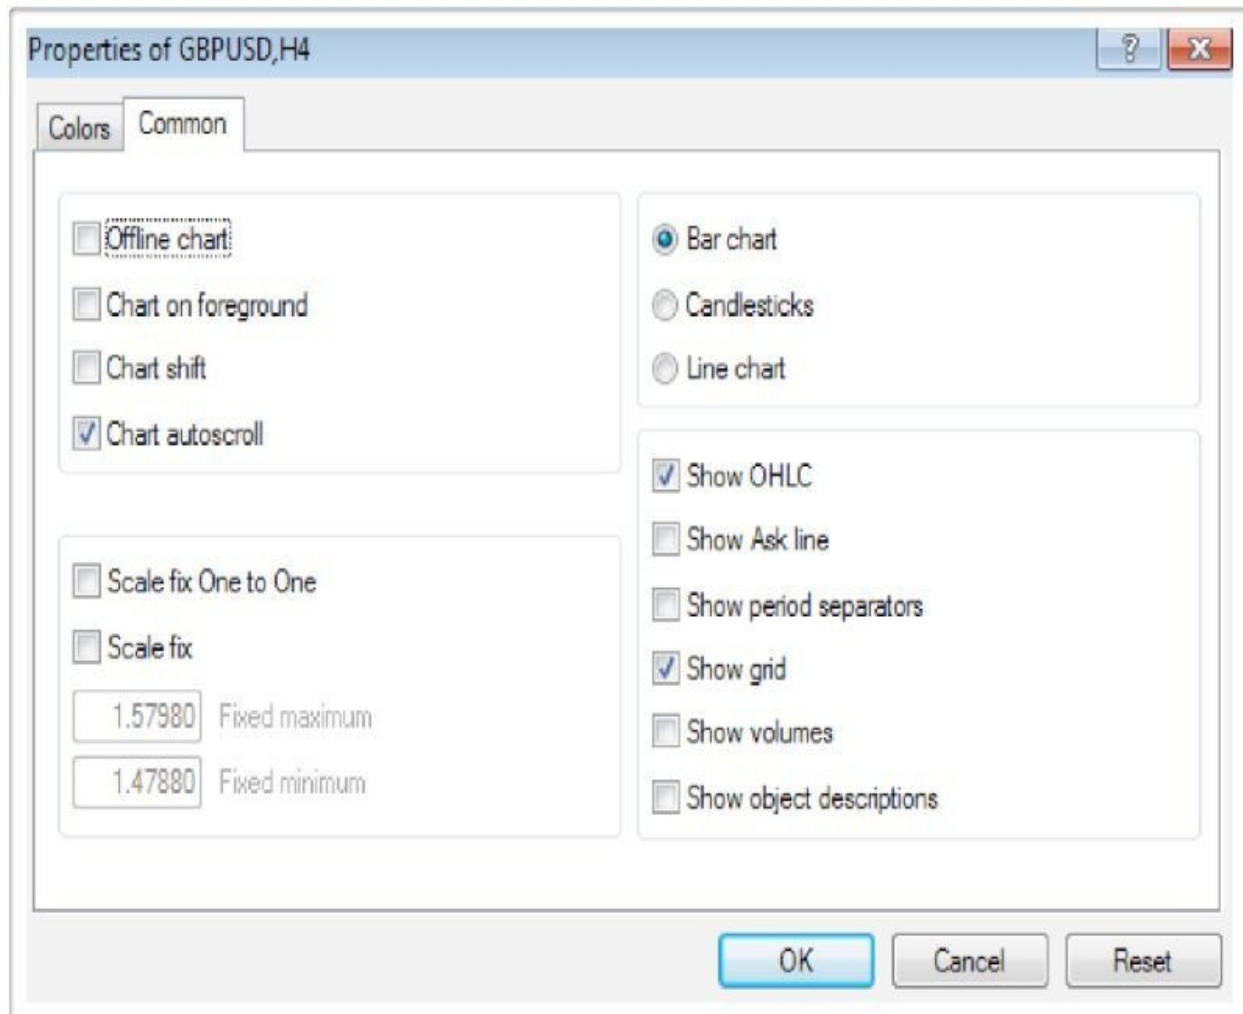 Properties of GBPUSD,H4
?
Colors
Common
Offline chart
Chart on foreground
Chart shift
Chart autoscroll
Scale fix One to One
Scale fix
1.57980 Fixed maximum
1.47880 Fixed minimum
Bar chart
Candlesticks
Line chart
Show OHLC
Show Ask line
Show period separators
Show grid
Show volumes
Show object descriptions
OK
Cancel
Reset